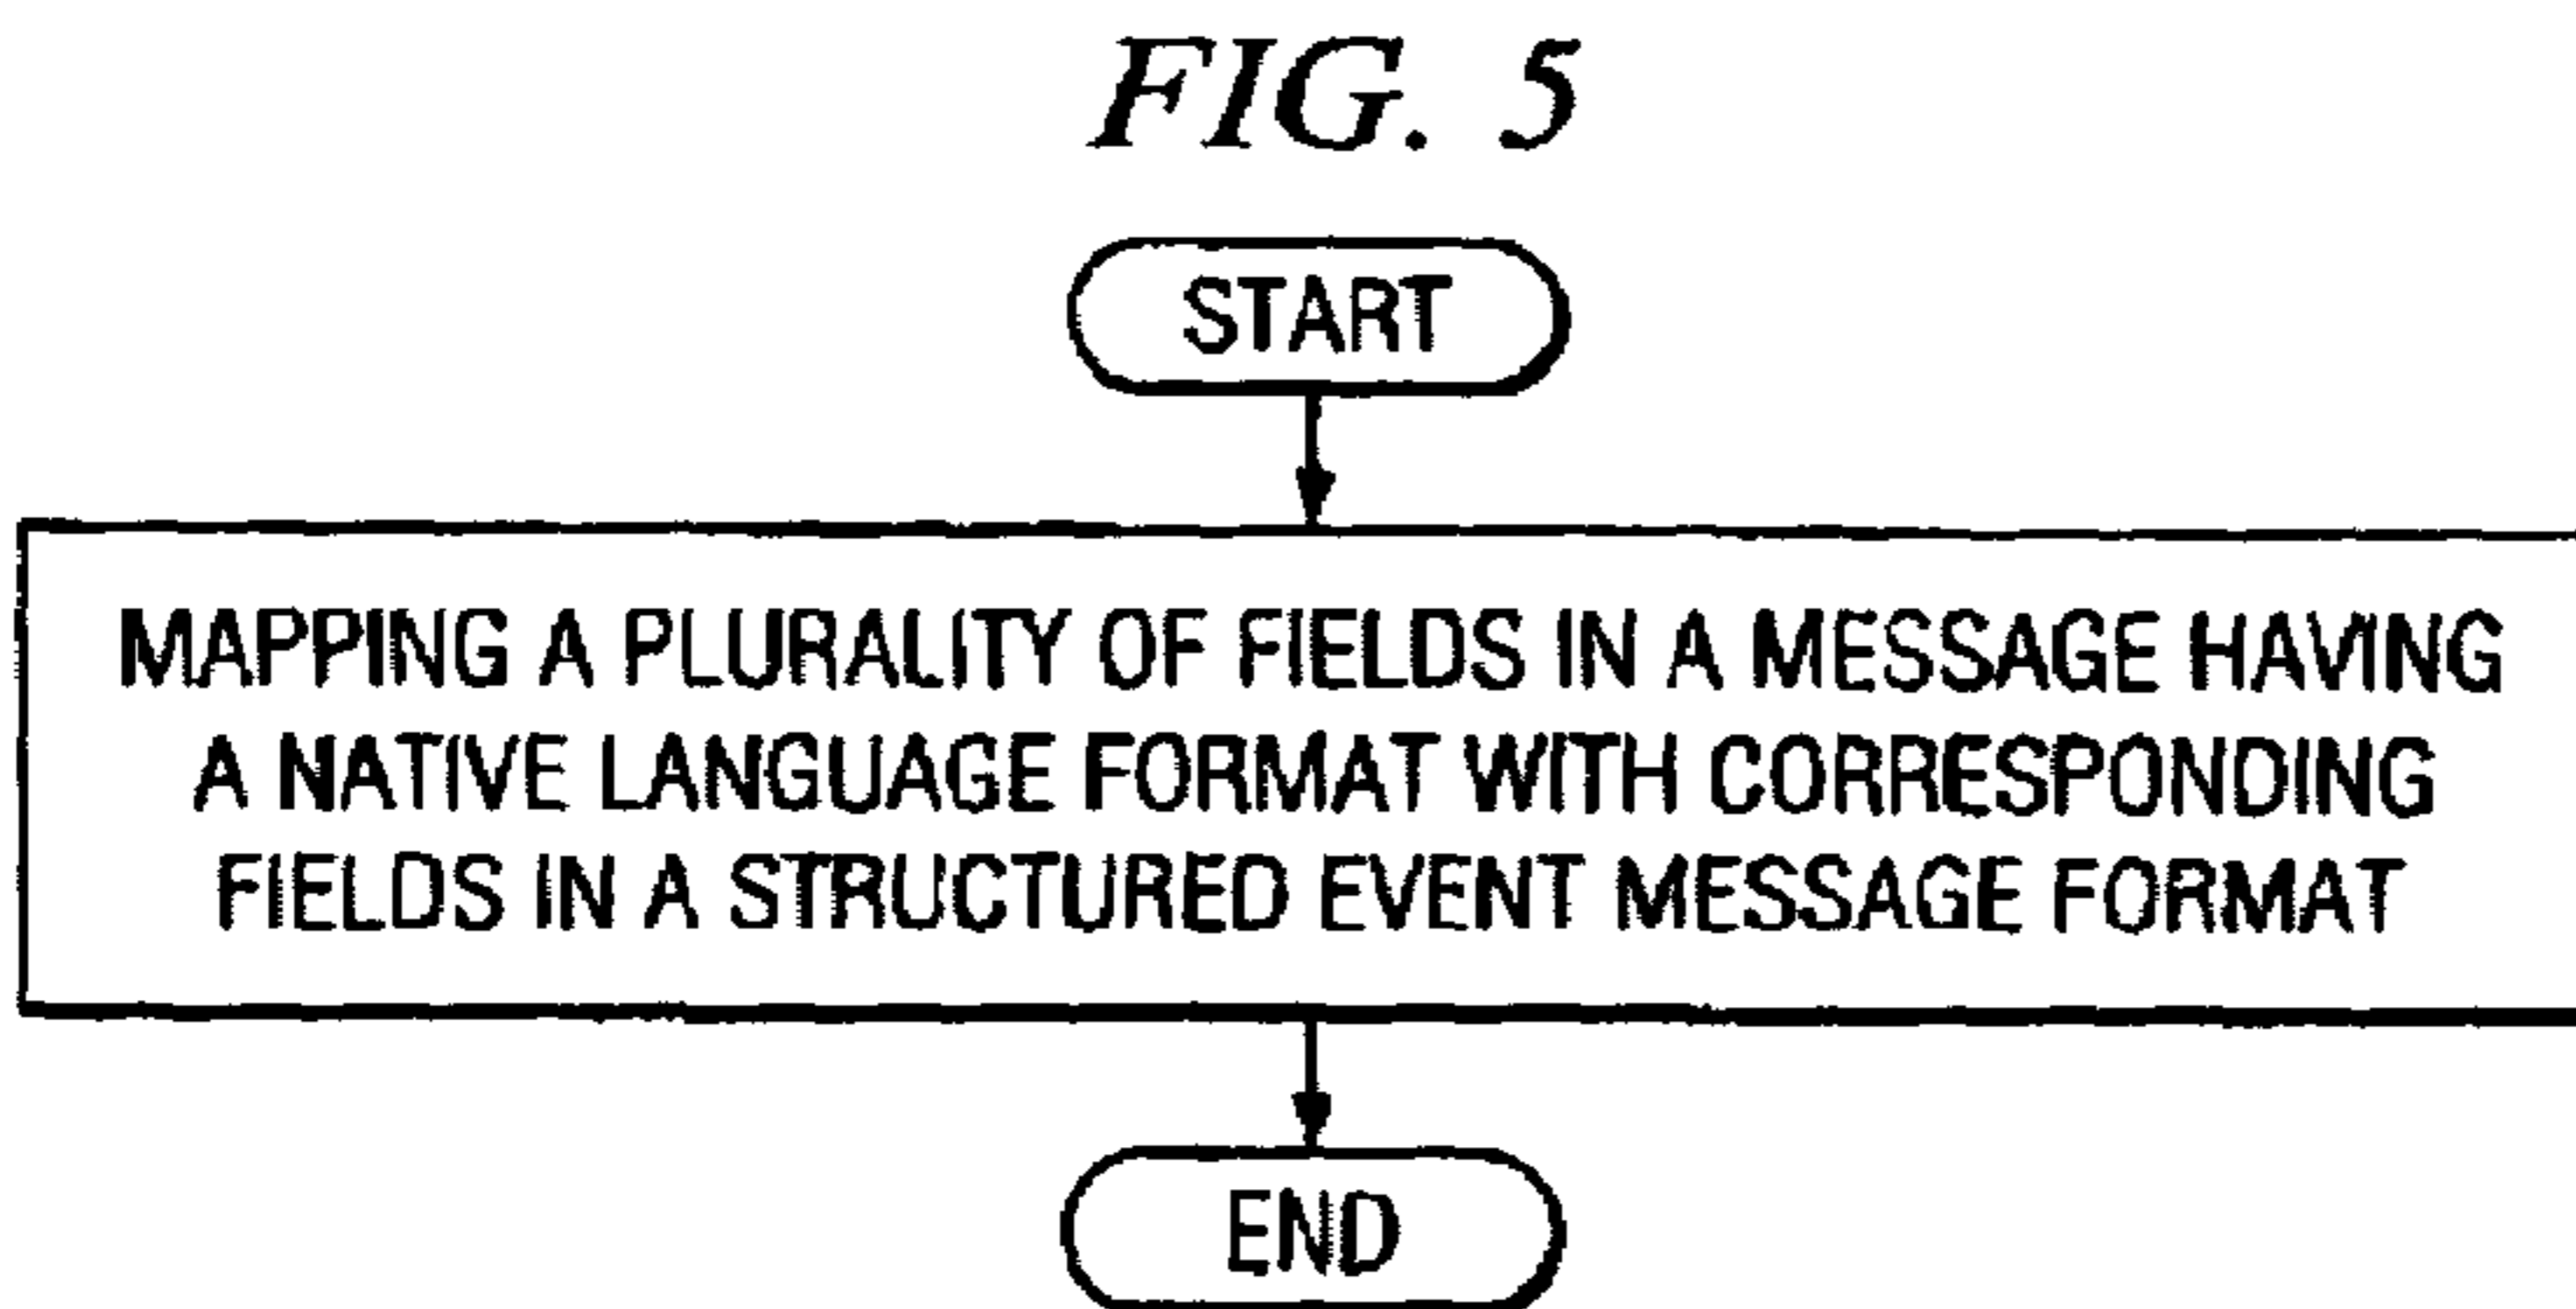 FIG. 5
START
MAPPING A PLURALITY OF FIELDS IN A MESSAGE HAVING
A NATIVE LANGUAGE FORMAT WITH CORRESPONDING
FIELDS IN A STRUCTURED EVENT MESSAGE FORMAT
END